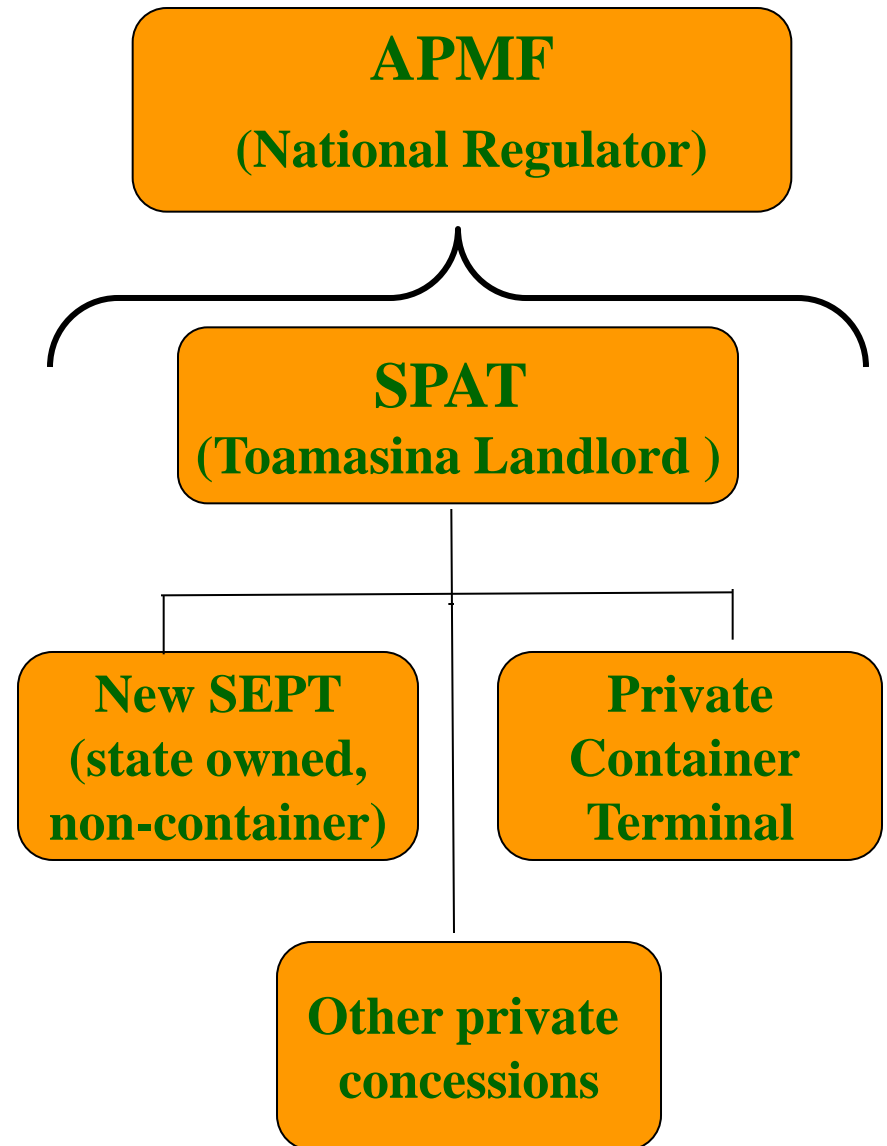 APMF
(National Regulator)
SPAT
(Toamasina Landlord )
New SEPT
(state owned,
non-container)
Private
Container
Terminal
Other private
concessions